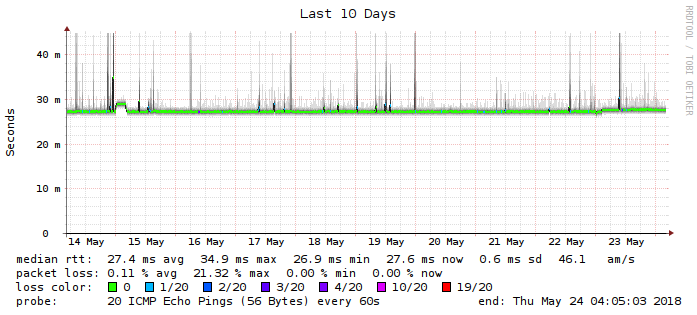 Last 10 Days
RRDTOOL / TOBI OETIKER
Seconds
40 m
30 m
20 m
10 m
0
14 May 15 May 16 May 17 May 18 May 19 May 20 May 21 May 22 May 23 May
median rtt: 27.4 ms avg 34.9 ms max 26.9 ms min 27.6 ms now 0.6 ms sd 46.1 am/s
packet loss: 0.11 % avg 21.32 % max 0.00 % min 0.00 % now
loss color: 0 1/20 2/20 3/20 4/20 10/20 19/20
probe: 20 ICMP Echo Pings (56 Bytes) every 60s end: Thu May 24 04:05:03 2018